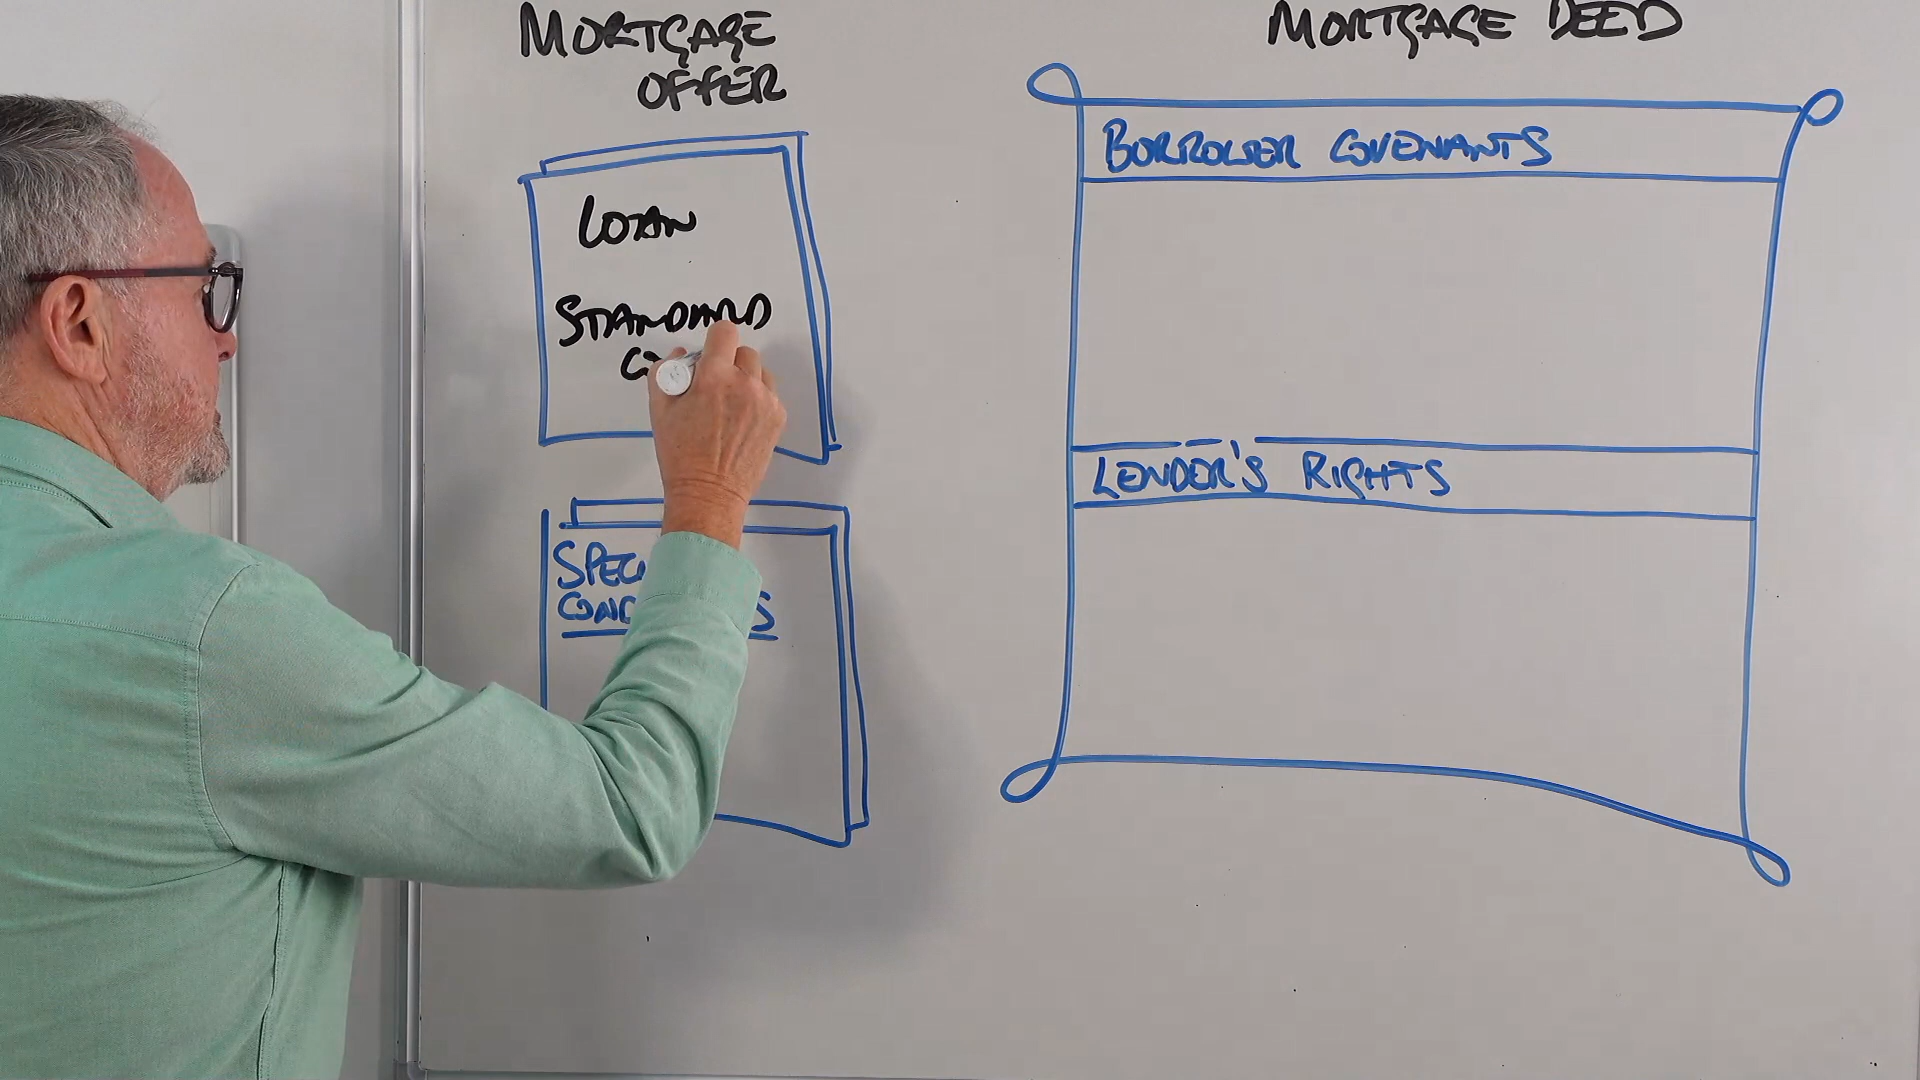 MORTGAGE
OFFER
LOAN
STANDARD
MORTGAGE DEED
BORROWER COVENANTS
LENDER'S RIGHTS